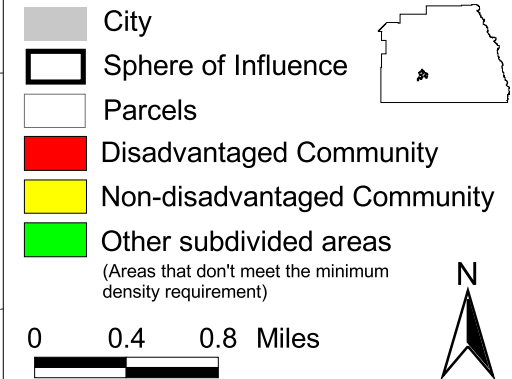 City
Sphere of Influence
Parcels
Disadvantaged Community
Non-disadvantaged Community
Other subdivided areas
(Areas that don't meet the minimum
density requirement)
N
0 0.4 0.8 Miles